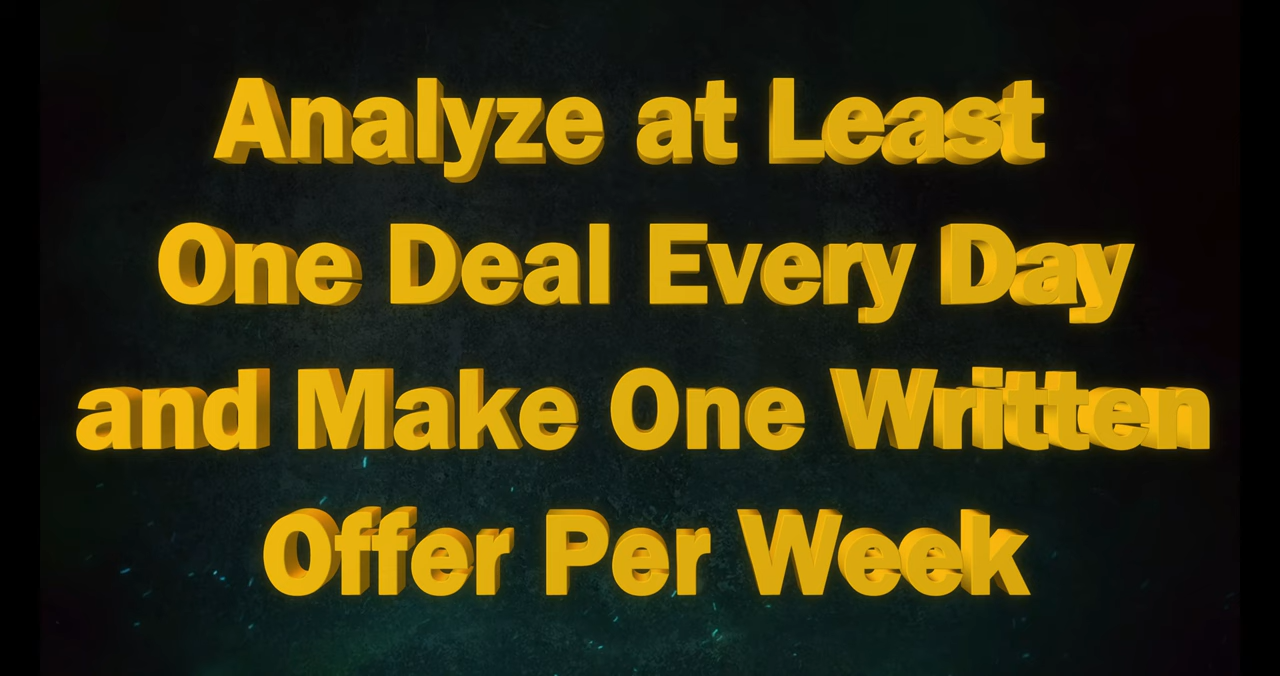 Analyze at Least
One Deal Every Day
and Make One Written
Offer Per Week